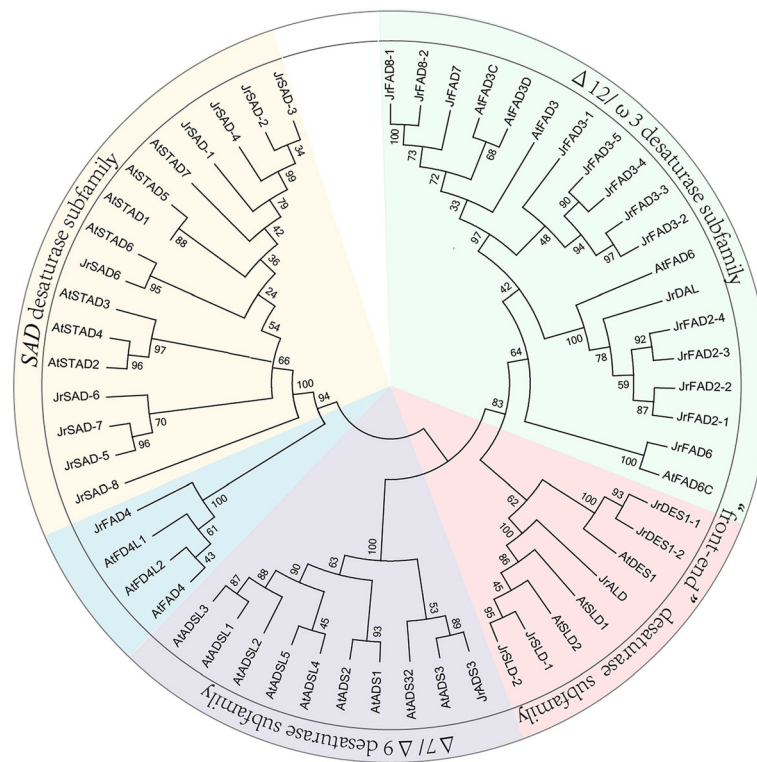 Δ 12/ ω 3 desaturase subfamily
JrFAD8-1
JrFAD8-2
JrFAD7
AtFAD3C
AtFAD3D
AtFAD3
JrFAD3-1
JrFAD3-5
JrFAD3-4
JrFAD3-3
JrFAD3-2
AtFAD6
JrDAL
JrFAD2-4
JrFAD2-3
JrFAD2-2
JrFAD2-1
JrFAD6
AtFAD6C
100
73
72
68
33
97
48
90
94
97
42
100
78
92
59
87
64
100
83
"front-end" desaturase subfamily
JrDES1-1
JrDES1-2
AtDES1
JrALD
AtSLD1
AtSLD2
JrSLD-1
JrSLD-2
93
100
62
100
86
45
95
Δ7/ Δ 9 desaturase subfamily
JrADS3
AtADS3
AtADS32
AtADS1
AtADS2
AtADSL4
AtADSL5
AtADSL2
AtADSL1
AtADSL3
100
89
53
93
63
45
90
88
87
AtFAD4
AtFD4L2
AtFD4L1
JrFAD4
43
61
100
94
SAD desaturase subfamily
JrSAD-8
JrSAD-5
JrSAD-7
JrSAD-6
AtSTAD2
AtSTAD4
AtSTAD3
JrSAD6
AtSTAD6
AtSTAD1
AtSTAD5
AtSTAD7
JrSAD-1
JrSAD-4
JrSAD-2
JrSAD-3
100
96
70
66
96
97
54
95
24
88
36
42
79
99
34